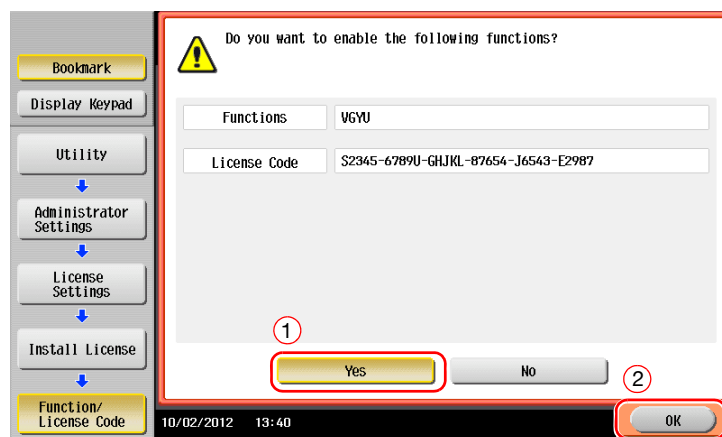 Do you want to enable the following functions?
Bookmark
Display Keypad
Utility
Administrator
Settings
License
Settings
Install License
Function/
License Code
Functions
VGYU
License Code
S2345-6789U-GHJKL-87654-J6543-E2987
1
Yes
No
2
10/02/2012 13:40
OK